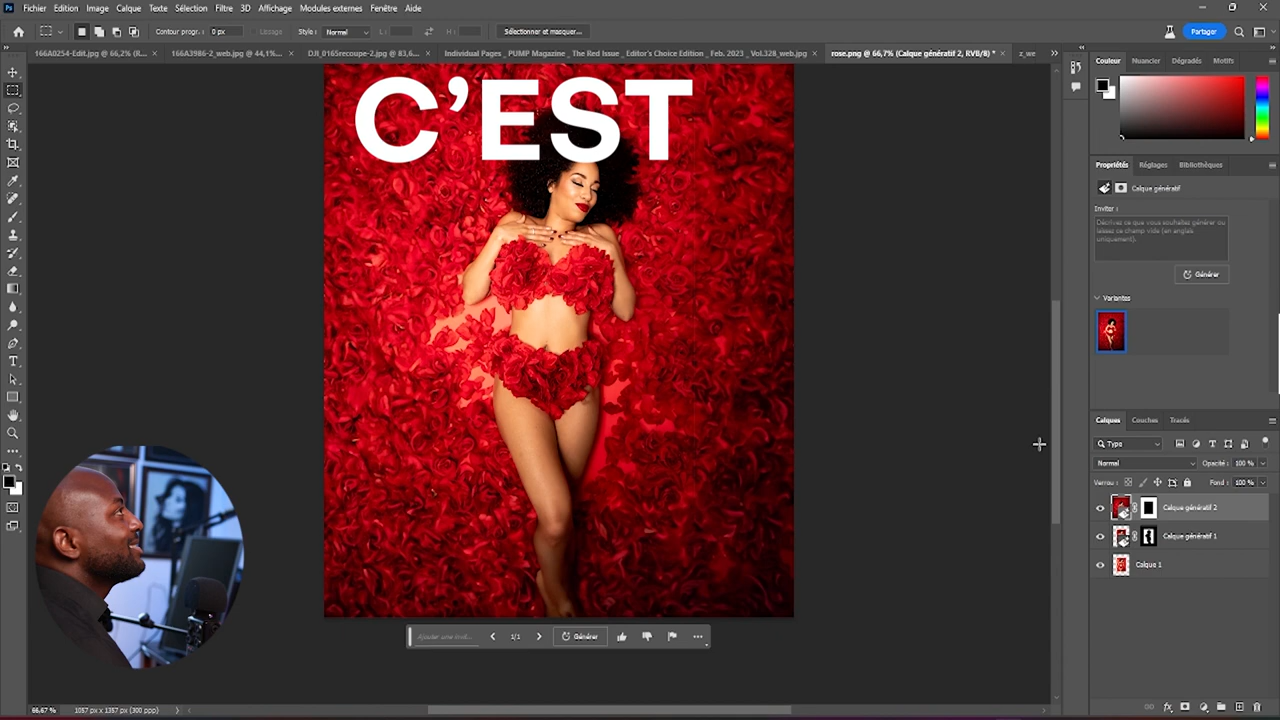 Fichier Edition Image Calque Texte Sélection Filtre 3D Affichage Modules externes Fenêtre Aide
Contour progr. : 0 px Lissage Style : Normal L : H : Sélectionner et masquer... Partager
166A0254-Edit.jpg @ 66,2% (R... × 166A3986-2_web.jpg @ 44,1%... × DJI_0165recoupe-2.jpg @ 83,6... × Individual Pages _ PUMP Magazine _ The Red Issue _ Editor's Choice Edition _ Feb. 2023 _ Vol.328_web.jpg × rose.png @ 66,7% (Calque génératif 2, RVB/8) * × z_we
C’EST
Couleur Nuancier Dégradés Motifs
Propriétés Réglages Bibliothèques
Calque génératif
Inviter :
Décrivez ce que vous souhaitez générer ou
laissez ce champ vide (en anglais
uniquement).
Générer
Variantes
Calques Couches Tracés
Type
Normal Opacité : 100 %
Verrou : Fond : 100 %
Calque génératif 2
Calque génératif 1
Calque 1
Ajouter une invit... 1/1 Générer
66,67 % 1057 px x 1357 px (300 ppp)